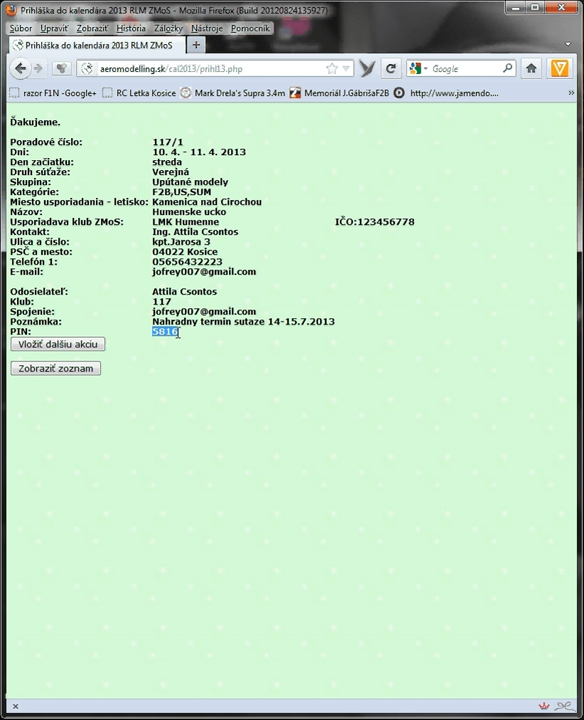 Prihláška do kalendára 2013 RLM ZMoS - Mozilla Firefox (Build 20120824135927)
Súbor Upraviť Zobraziť História Záložky Nástroje Pomocník
Prihláška do kalendára 2013 RLM ZMoS
aeromodelling.sk/cal2013/prihl13.php Google
razor F1N -Google+ RC Letka Kosice Mark Drela's Supra 3.4m Memoriál J.GábrišaF2B http://www.jamendo....
Ďakujeme.
Poradové číslo: 117/1
Dni: 10. 4. - 11. 4. 2013
Den začiatku: streda
Druh súťaže: Verejná
Skupina: Upútané modely
Kategórie: F2B,US,SUM
Miesto usporiadania - letisko: Kamenica nad Cirochou
Názov: Humenske ucko
Usporiadava klub ZMoS: LMK Humenne IČO:123456778
Kontakt: Ing. Attila Csontos
Ulica a číslo: kpt.Jarosa 3
PSČ a mesto: 04022 Kosice
Telefón 1: 05656432223
E-mail: jofrey007@gmail.com
Odosielateľ: Attila Csontos
Klub: 117
Spojenie: jofrey007@gmail.com
Poznámka: Nahradny termin sutaze 14-15.7.2013
PIN: 5816
Vložiť dalšiu akciu
Zobraziť zoznam